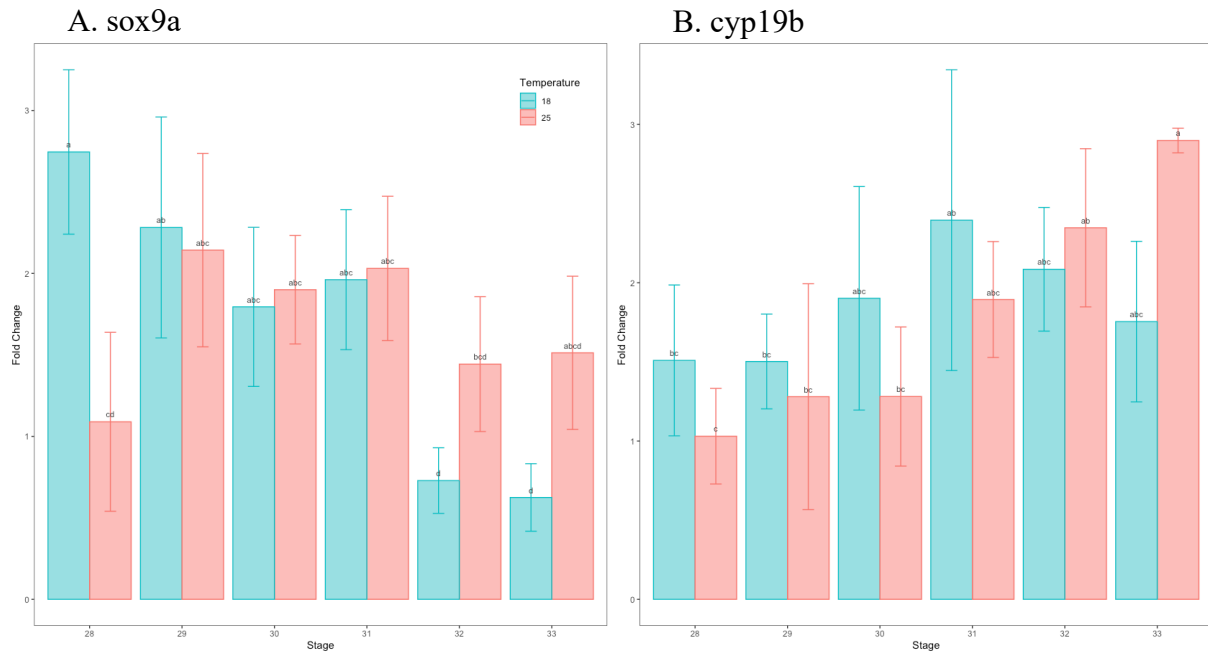 A. sox9a
Fold Change
3
2
1
0
Temperature
18
25
a
cd
ab
abc
abc
abc
abc
abc
d
bcd
d
abcd
28
29
30
31
32
33
Stage
B. cyp19b
Fold Change
3
2
1
0
bc
c
bc
bc
abc
bc
ab
abc
abc
ab
abc
a
28
29
30
31
32
33
Stage